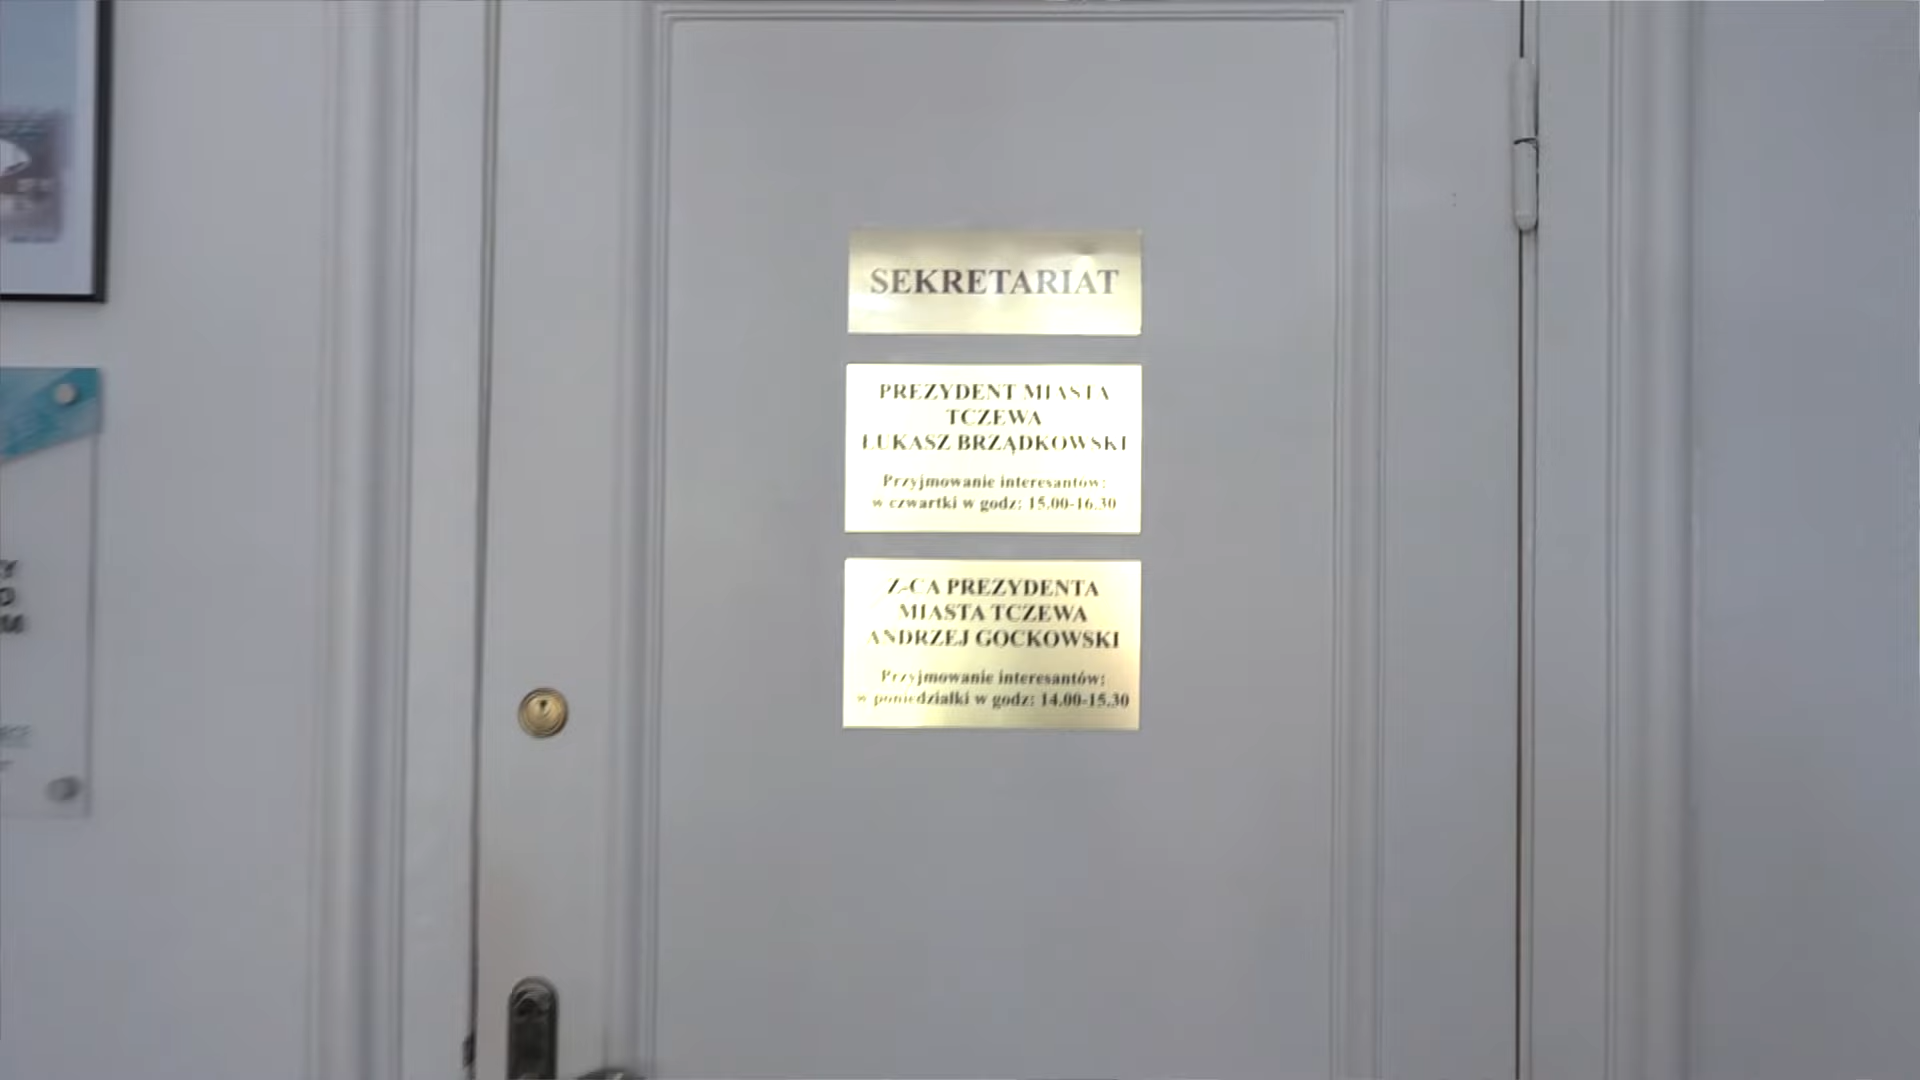 SEKRETARIAT
PREZYDENT MIASTA
TCZEWA
ŁUKASZ BRZĄDKOWSKI
Przyjmowanie interesantów:
w czwartki w godz: 15.00-16.30
Z-CA PREZYDENTA
MIASTA TCZEWA
ANDRZEJ GOCKOWSKI
Przyjmowanie interesantów:
w poniedziałki w godz: 14.00-15.30